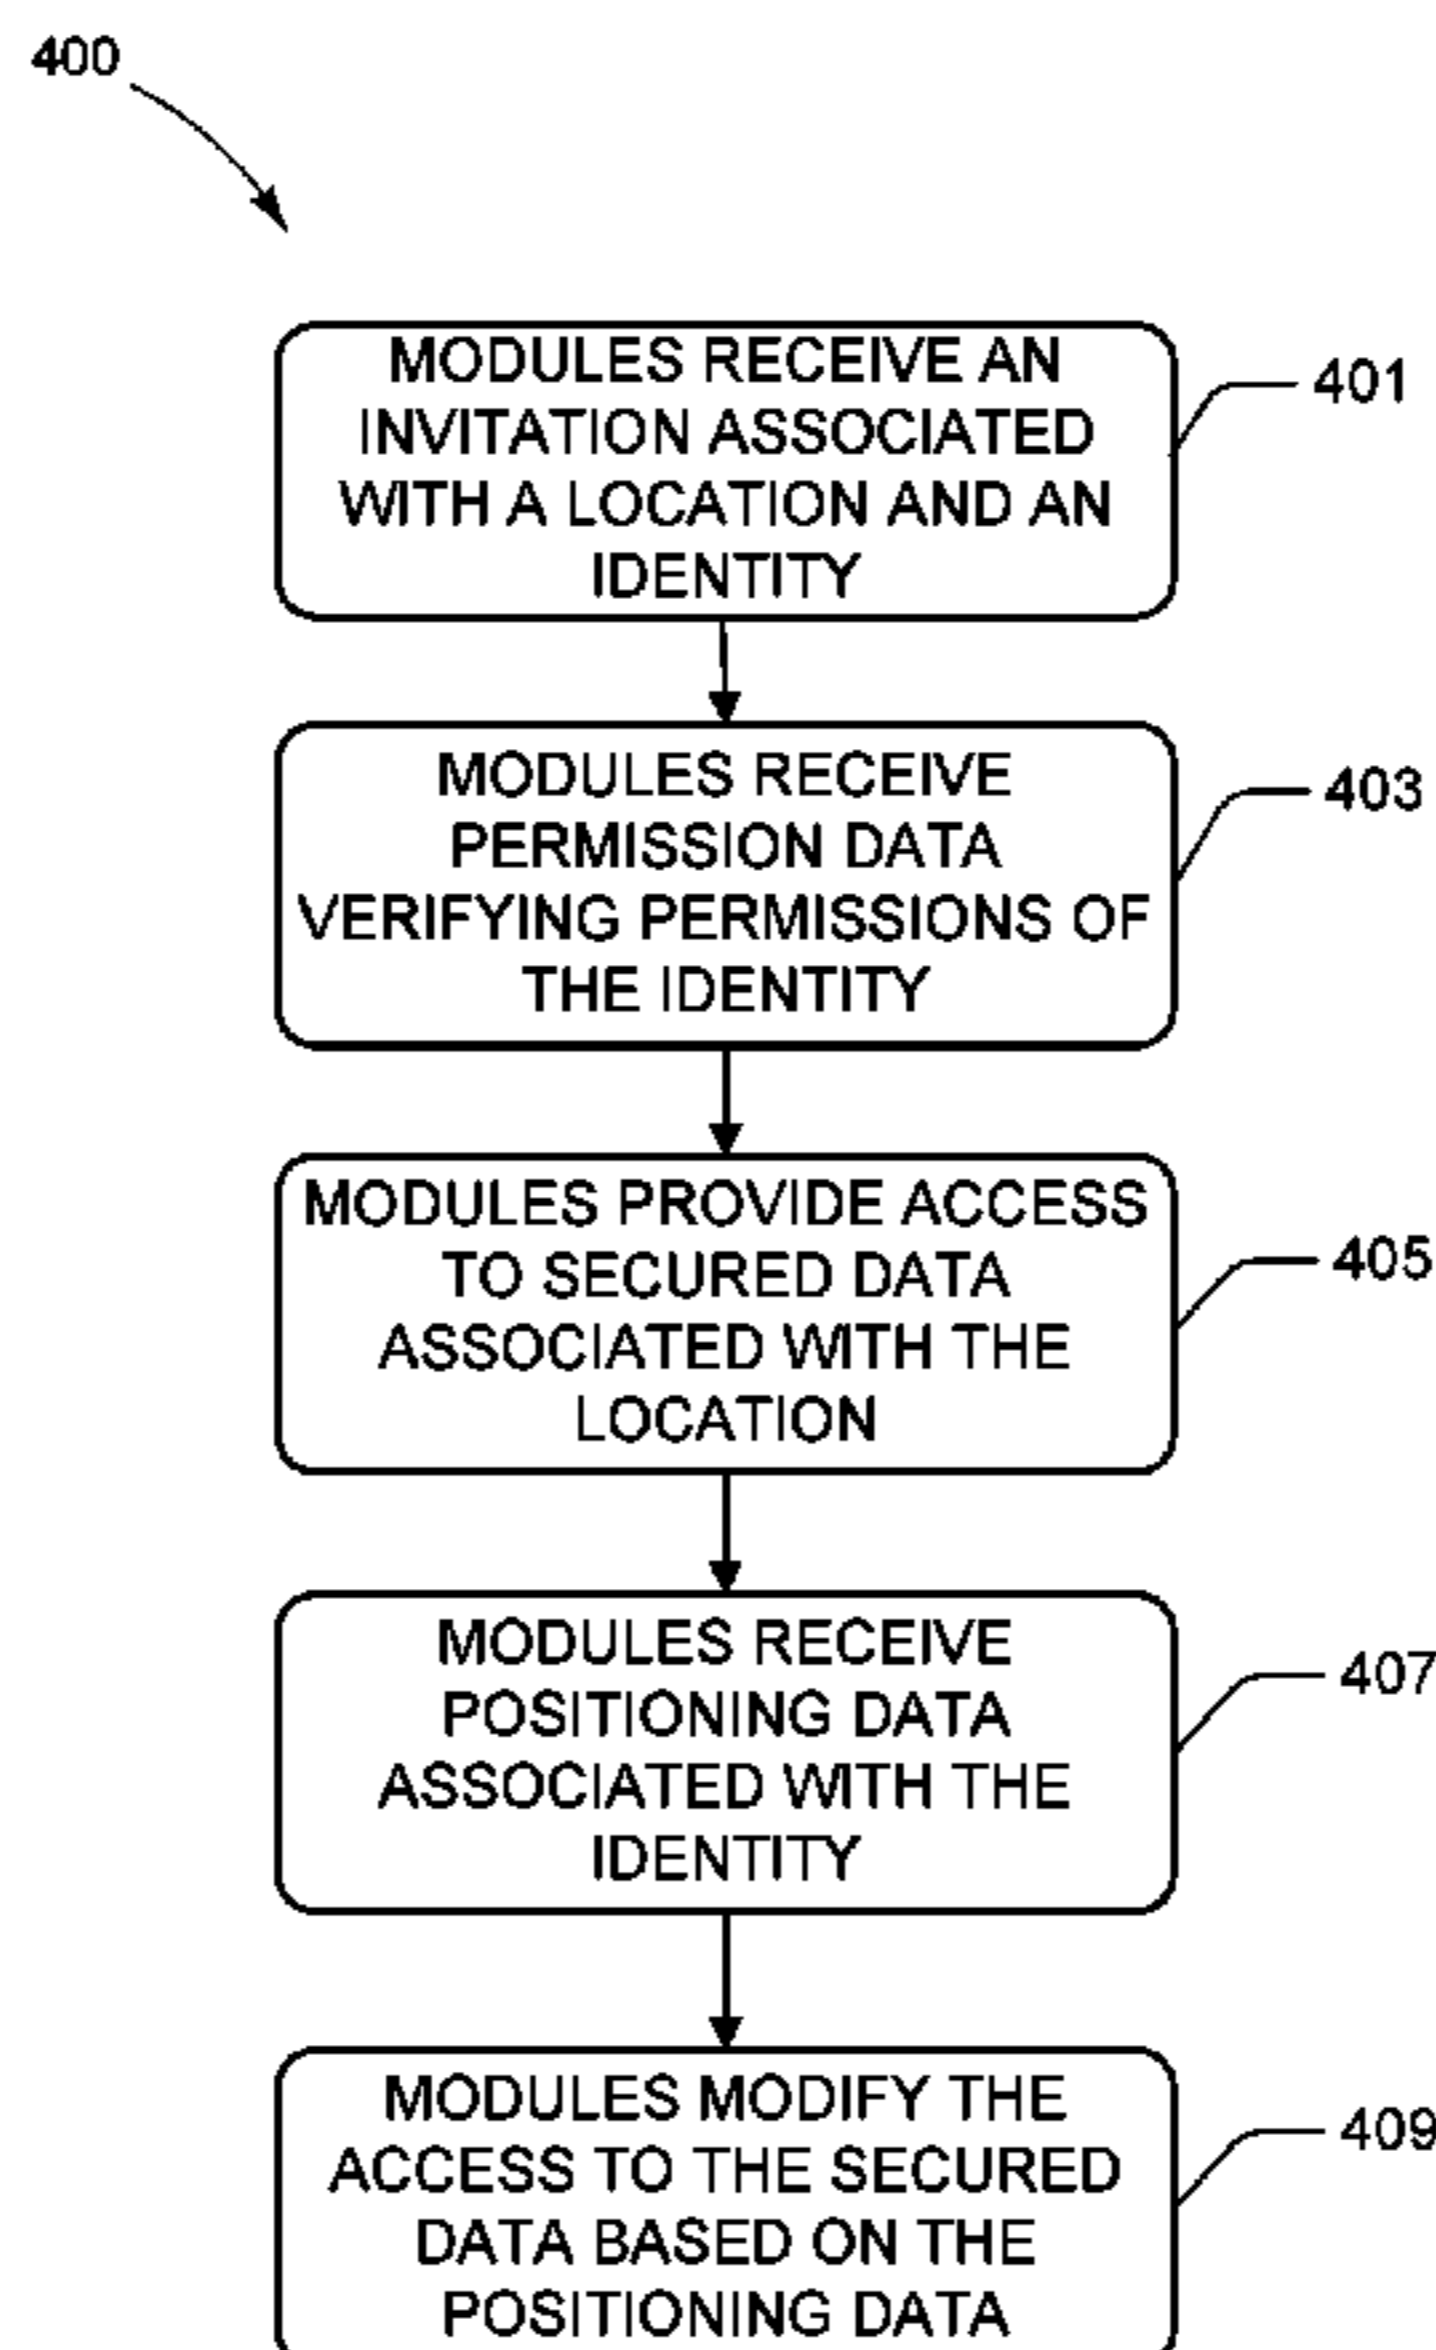 400
MODULES RECEIVE AN
INVITATION ASSOCIATED
WITH A LOCATION AND AN
IDENTITY
401
MODULES RECEIVE
PERMISSION DATA
VERIFYING PERMISSIONS OF
THE IDENTITY
403
MODULES PROVIDE ACCESS
TO SECURED DATA
ASSOCIATED WITH THE
LOCATION
405
MODULES RECEIVE
POSITIONING DATA
ASSOCIATED WITH THE
IDENTITY
407
MODULES MODIFY THE
ACCESS TO THE SECURED
DATA BASED ON THE
POSITIONING DATA
409